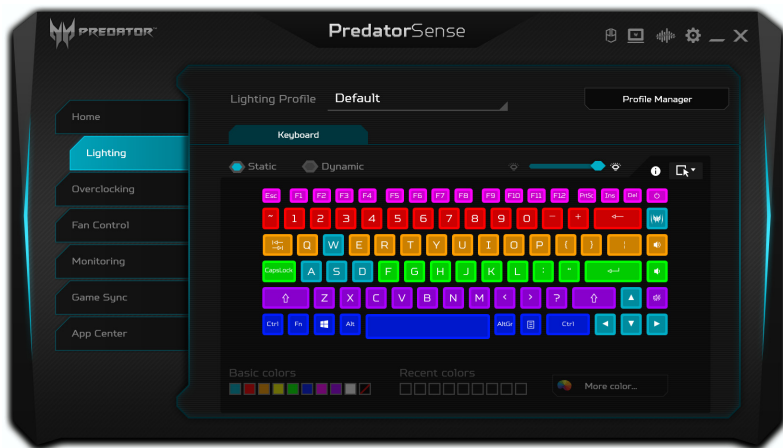 PREDATOR
PredatorSense
Lighting Profile Default
Profile Manager
Home
Keyboard
Lighting
Static Dynamic
Overclocking
Fan Control
Monitoring
Game Sync
App Center
Esc F1 F2 F3 F4 F5 F6 F7 F8 F9 F10 F11 F12 PrtSc Ins Del
~ 1 2 3 4 5 6 7 8 9 0 - +
Q W E R T Y U I O P { } ¦
CapsLock A S D F G H J K L : "
Z X C V B N M < > ?
Ctrl Fn Alt AltGr Ctrl
Basic colors Recent colors
More color...